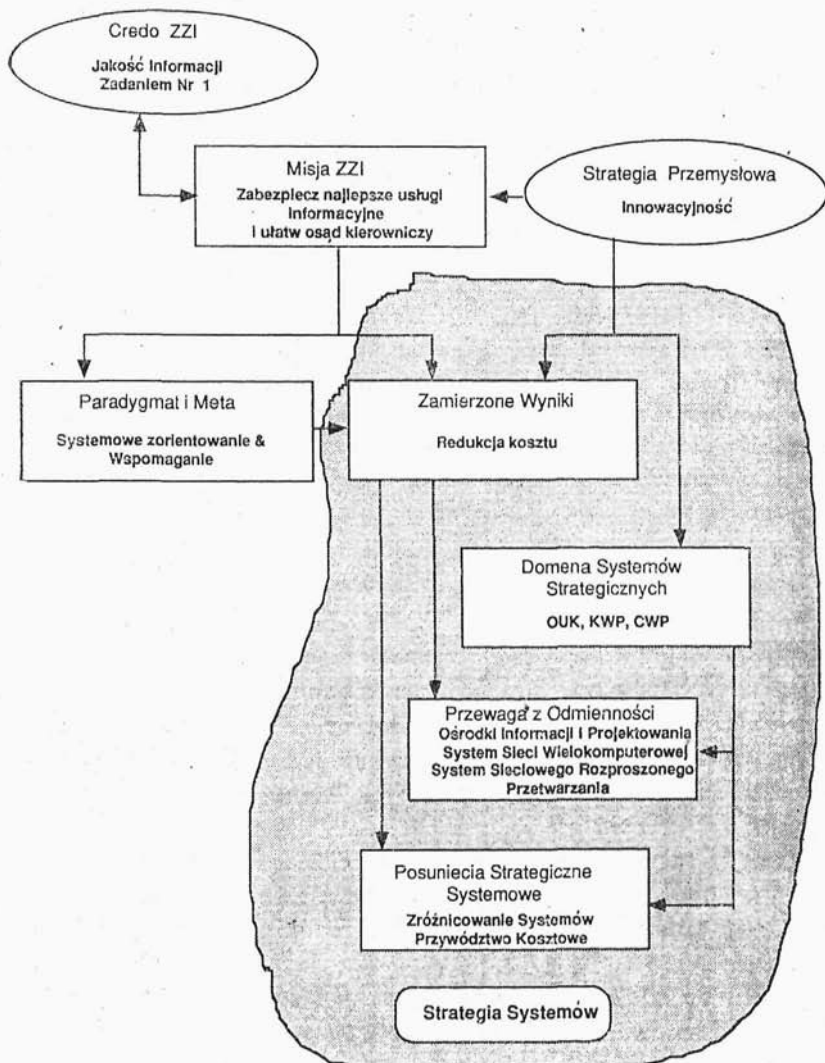 Credo ZZI
Jakość Informacji
Zadaniem Nr 1
Misja ZZI
Zabezpiecz najlepsze usługi
Informacyjne
I ułatw osąd kierowniczy
Strategia Przemysłowa
Innowacyjność
Paradygmat i Meta
Systemowe zorientowanie &
Wspomaganie
Zamierzone Wyniki
Redukcja kosztu
Domena Systemów
Strategicznych
OUK, KWP, CWP
Przewaga z Odmienności
Ośrodki Informacji I Projektowania
System Sieci Wielokomputerowej
System Sieciowego Rozproszonego
Przetwarzania
Posuniecia Strategiczne
Systemowe
Zróżnicowanie Systemów
Przywództwo Kosztowe
Strategia Systemów